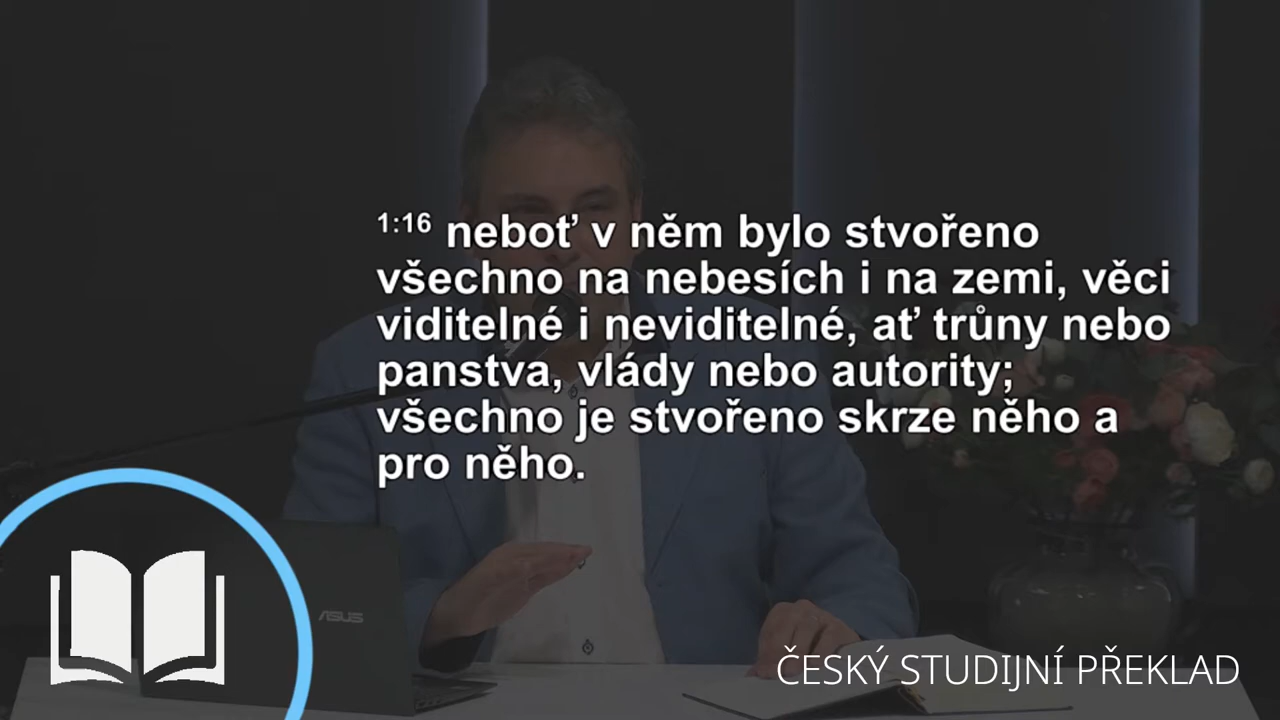 1:16 neboť v něm bylo stvořeno
všechno na nebesích i na zemi, věci
viditelné i neviditelné, ať trůny nebo
panstva, vlády nebo autority;
všechno je stvořeno skrze něho a
pro něho.
ASUS
ČESKÝ STUDIJNÍ PŘEKLAD